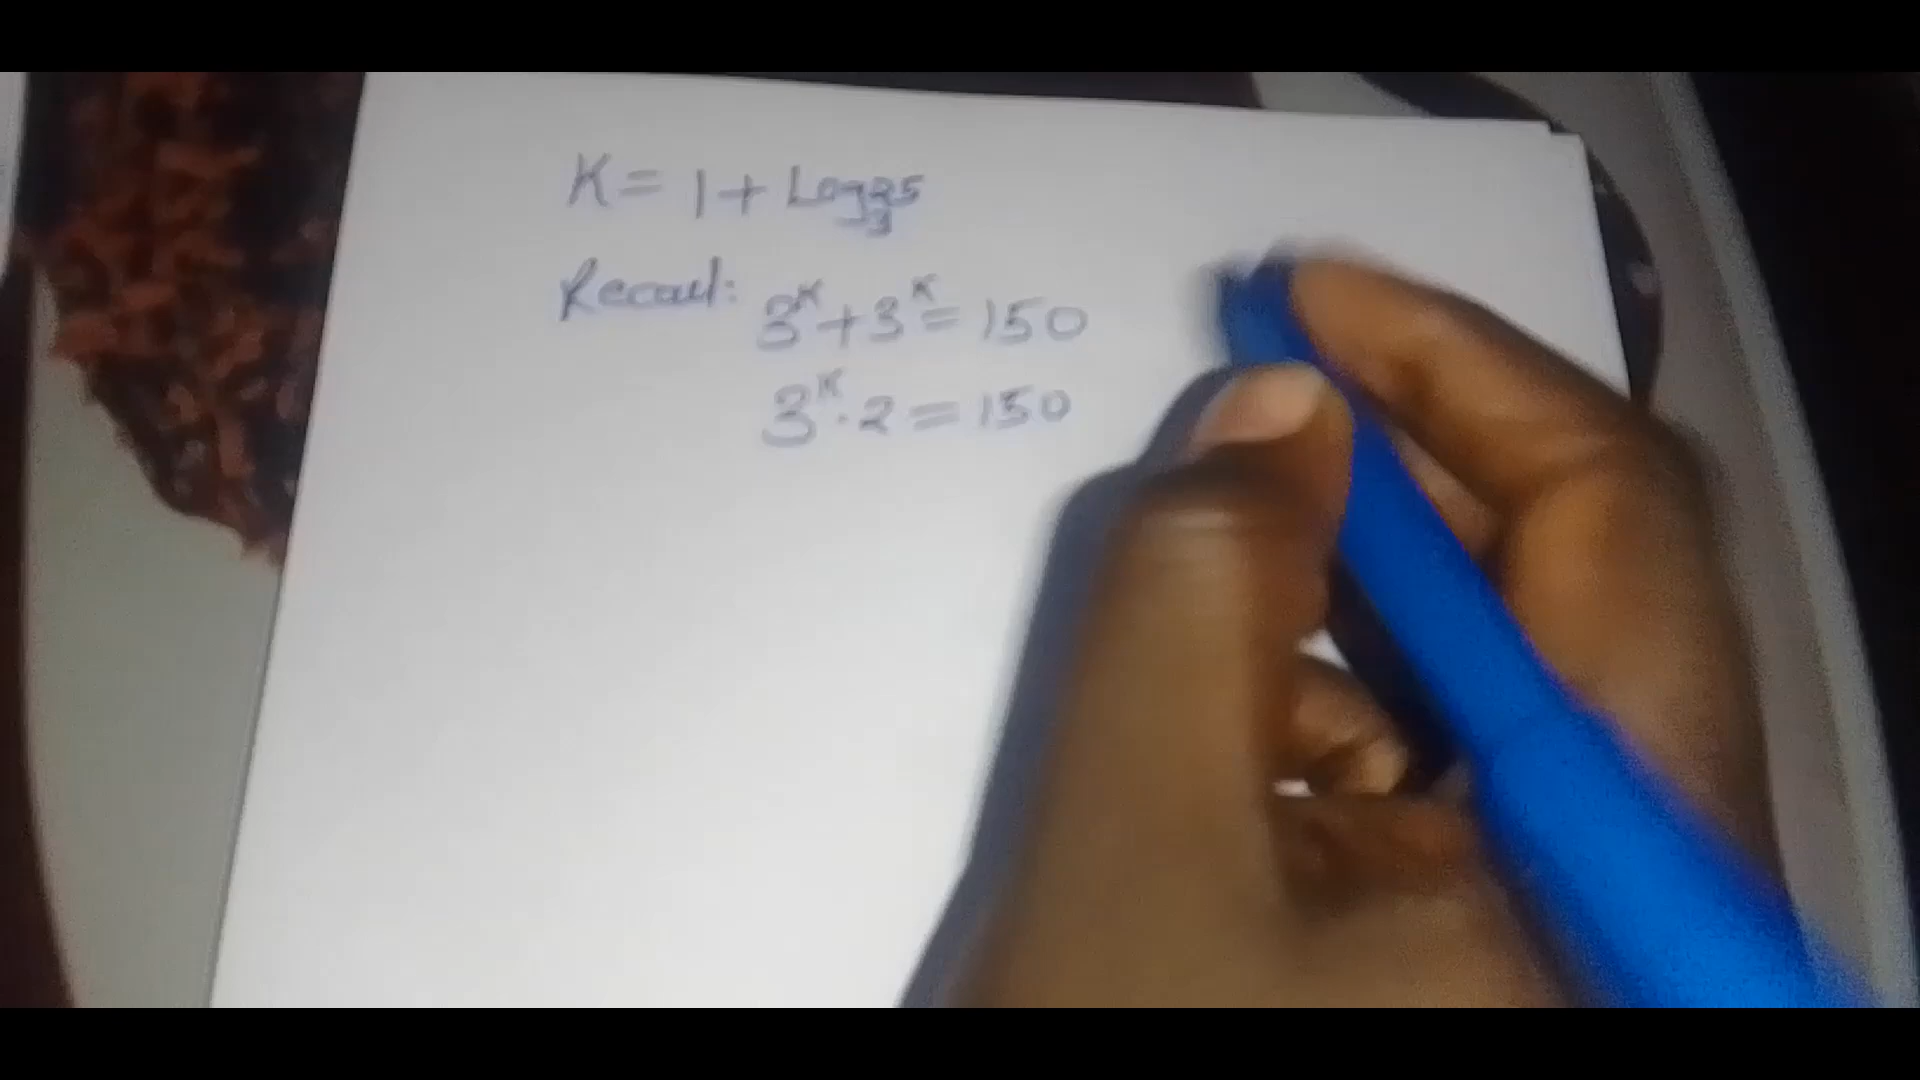 K = 1 + Log₃25
Recall: 3ᴷ + 3ᴷ = 150
3ᴷ · 2 = 150